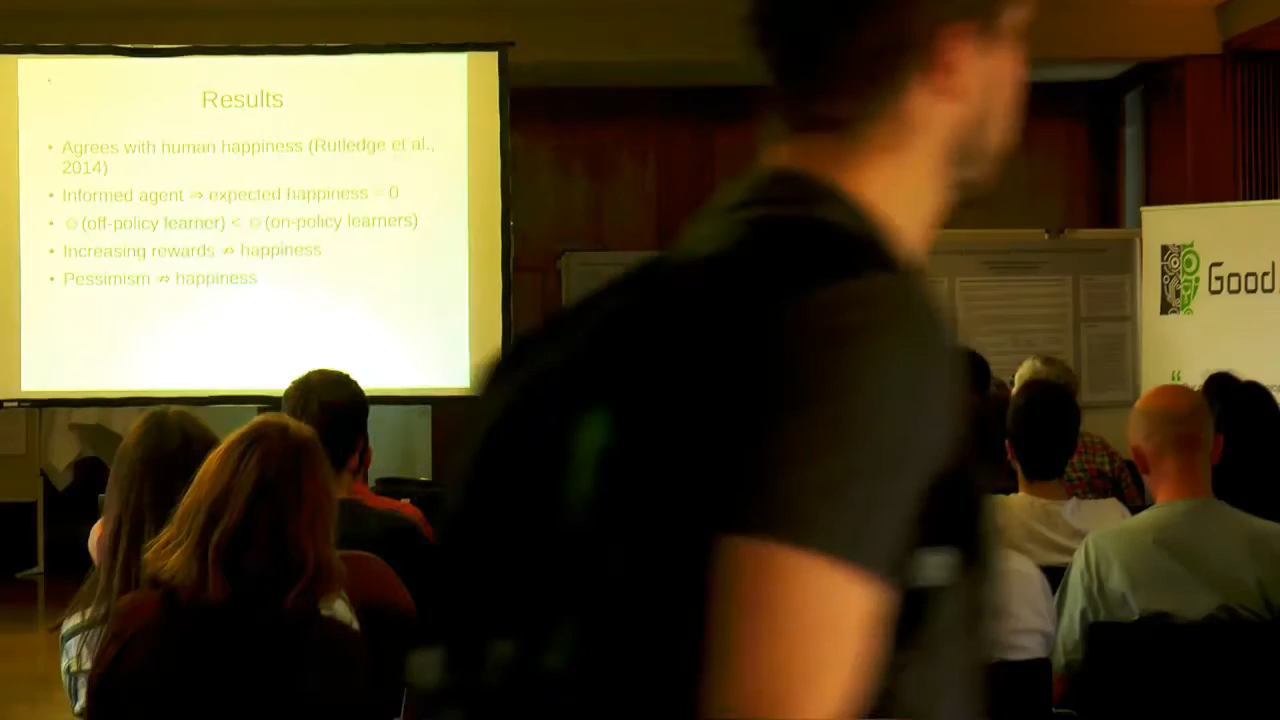 Results
• Agrees with human happiness (Rutledge et al.,
2014)
• Informed agent ⇒ expected happiness = 0
• ☺(off-policy learner) < ☺(on-policy learners)
• Increasing rewards ⇏ happiness
• Pessimism ⇏ happiness
Good
“